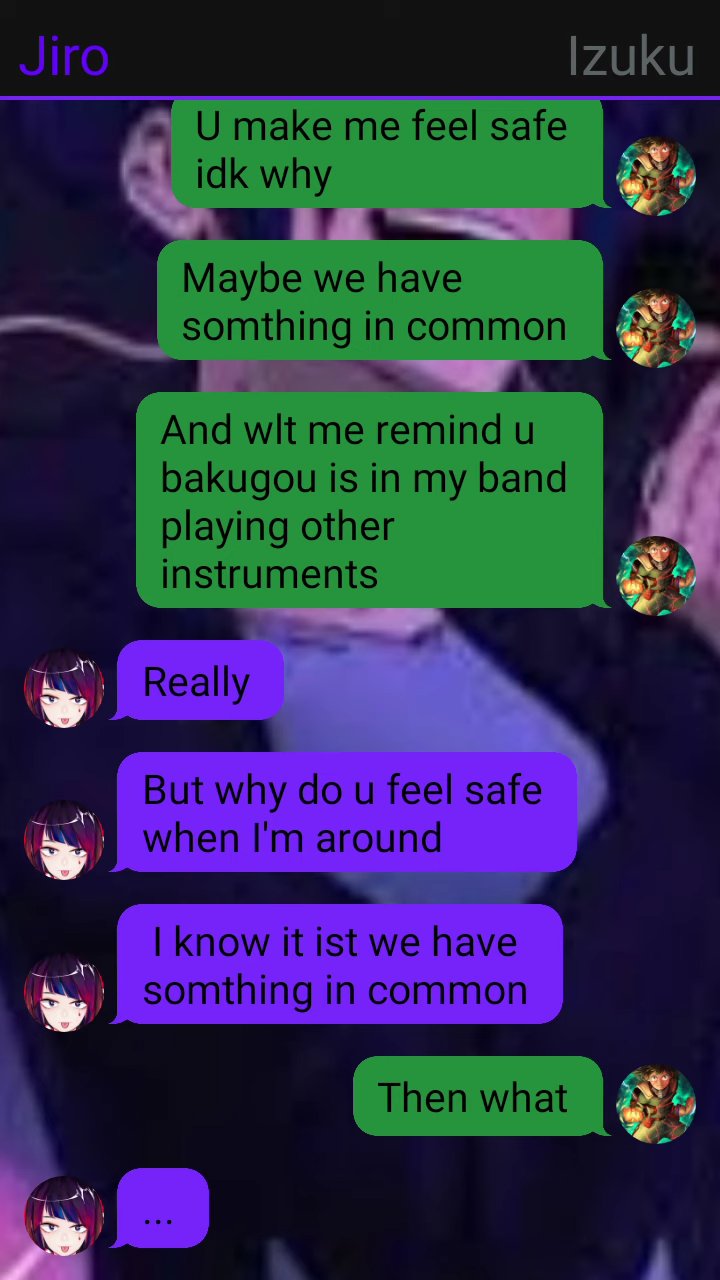 Jiro
Izuku
U make me feel safe
idk why
Maybe we have
somthing in common
And wlt me remind u
bakugou is in my band
playing other
instruments
Really
But why do u feel safe
when I'm around
I know it ist we have
somthing in common
Then what
...